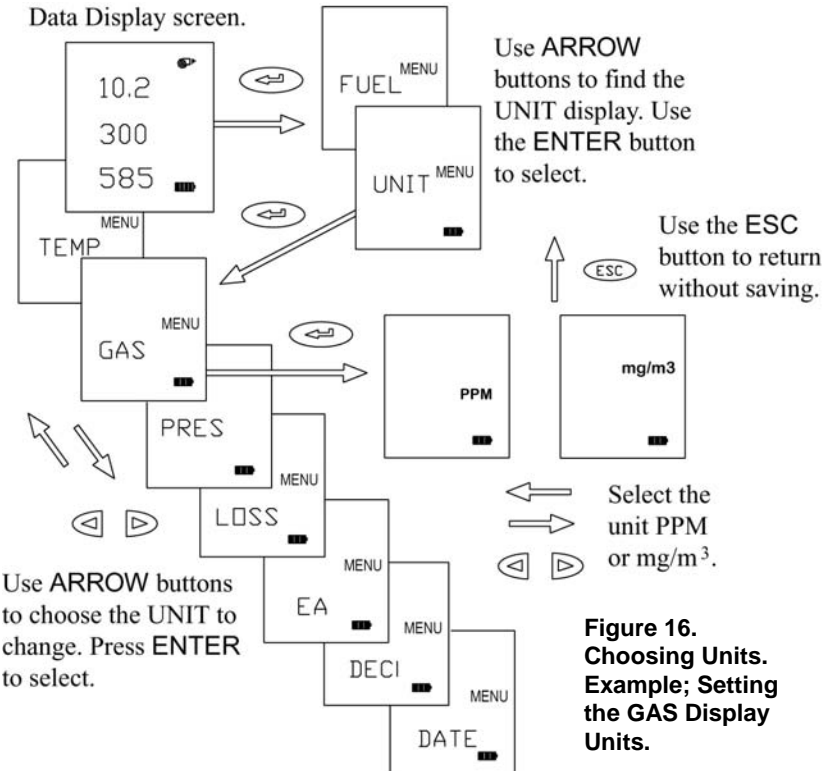 Data Display screen.
10.2
300
585
FUEL MENU
UNIT MENU
Use ARROW
buttons to find the
UNIT display. Use
the ENTER button
to select.
MENU
TEMP
MENU
GAS
PRES
MENU
LOSS
MENU
EA
MENU
DECI
MENU
DATE
PPM
mg/m3
ESC
Use the ESC
button to return
without saving.
Select the
unit PPM
or mg/m³.
Use ARROW buttons
to choose the UNIT to
change. Press ENTER
to select.
Figure 16.
Choosing Units.
Example; Setting
the GAS Display
Units.